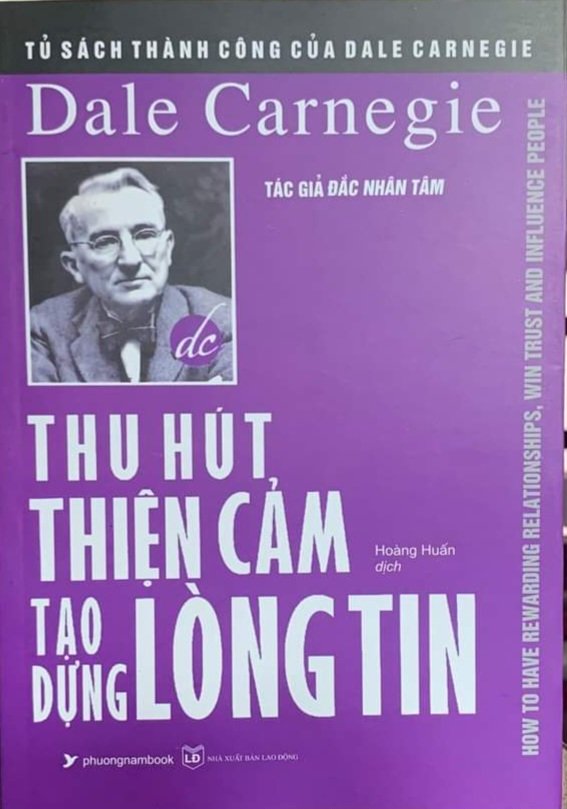 TỦ SÁCH THÀNH CÔNG CỦA DALE CARNEGIE
Dale Carnegie
TÁC GIẢ ĐẮC NHÂN TÂM
dc
THU HÚT
THIỆN CẢM
TẠO
DỰNG
LÒNG TIN
Hoàng Huấn
dịch
HOW TO HAVE REWARDING RELATIONSHIPS, WIN TRUST AND INFLUENCE PEOPLE
phuongnambook
LĐ
NHÀ XUẤT BẢN LAO ĐỘNG